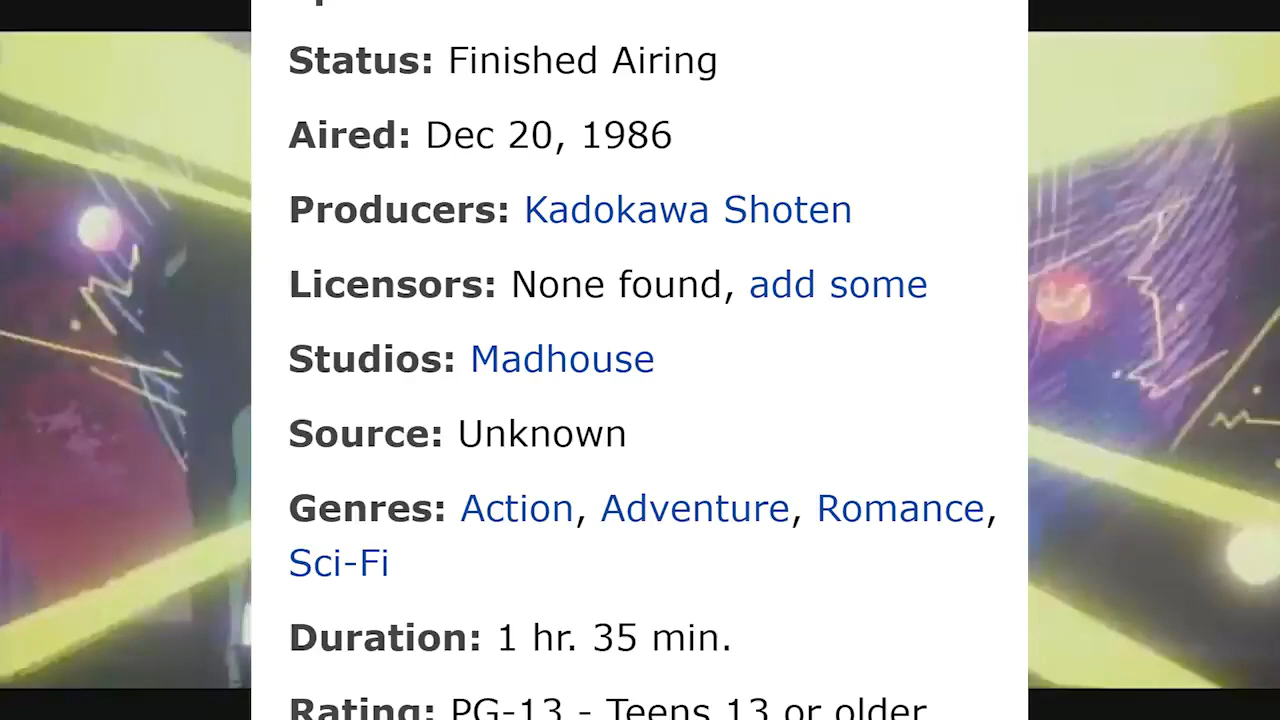 Status: Finished Airing
Aired: Dec 20, 1986
Producers: Kadokawa Shoten
Licensors: None found, add some
Studios: Madhouse
Source: Unknown
Genres: Action, Adventure, Romance,
Sci-Fi
Duration: 1 hr. 35 min.
Rating: PG-13 - Teens 13 or older